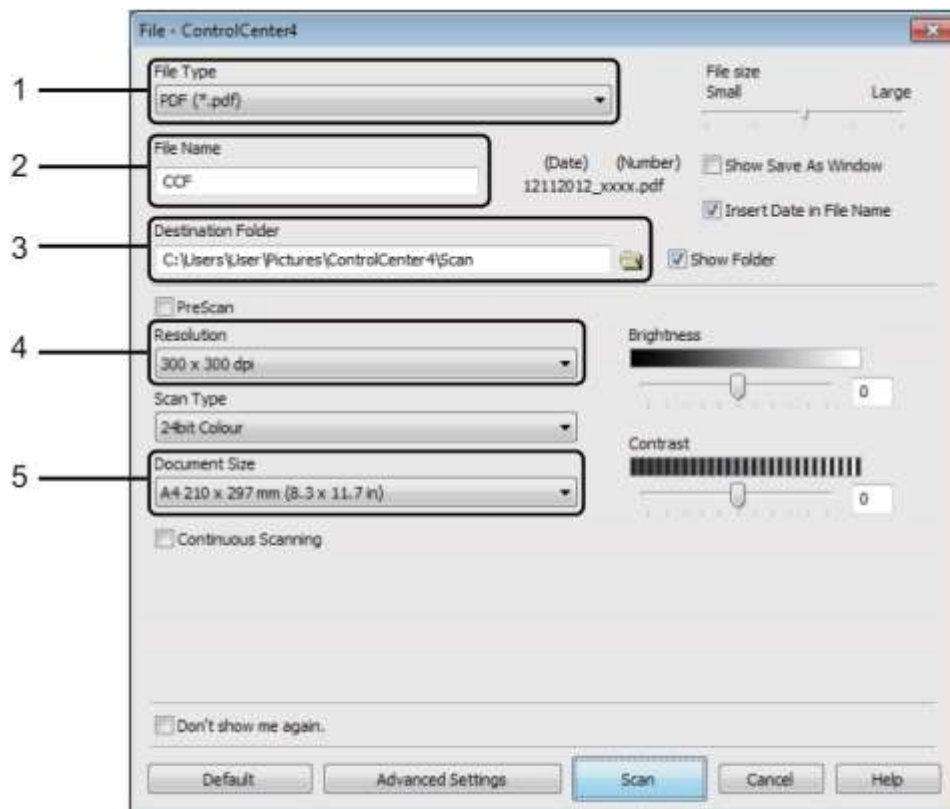 File - ControlCenter4
1
File Type
PDF (*.pdf)
File size
Small Large
2
File Name
CCF
(Date) (Number)
12112012_xxxx.pdf
Show Save As Window
Insert Date in File Name
3
Destination Folder
C:\Users\User\Pictures\ControlCenter4\Scan
Show Folder
PreScan
4
Resolution
300 x 300 dpi
Brightness
0
Scan Type
24bit Colour
Contrast
0
5
Document Size
A4 210 x 297 mm (8.3 x 11.7 in)
Continuous Scanning
Don't show me again.
Default Advanced Settings Scan Cancel Help